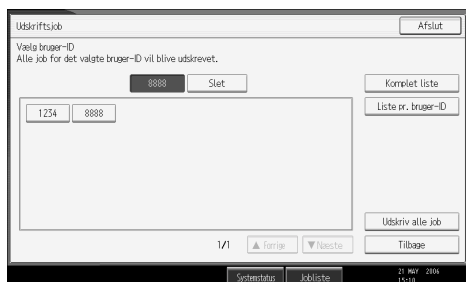 Udskriftsjob
Afslut
Vælg bruger-ID
Alle job for det valgte bruger-ID vil blive udskrevet.
8888 Slet
Komplet liste
Liste pr. bruger-ID
1234 8888
Udskriv alle job
1/1 ▲ Forrige ▼ Næste
Tilbage
Systemstatus Jobliste
21 MAY 2006
15:10